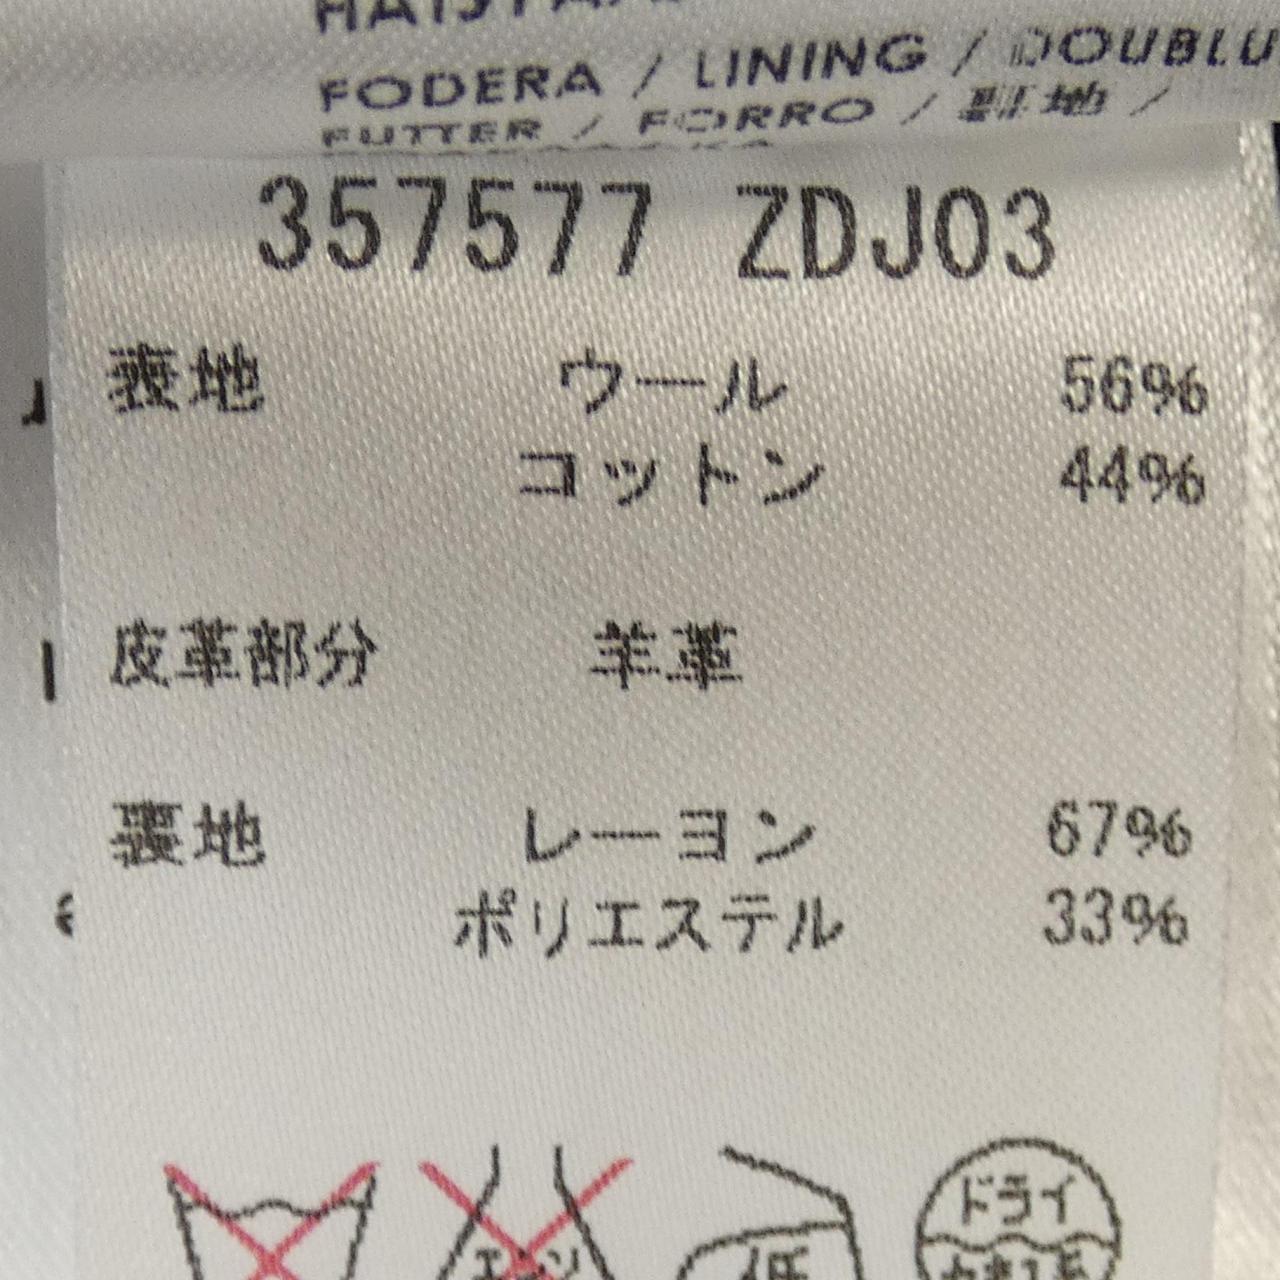 FODERA / LINING / DOUBLU
FUTTER / FORRO / 裏地 /
357577 ZDJ03
表地 ウール 56%
コットン 44%
皮革部分 羊革
裏地 レーヨン 67%
ポリエステル 33%
ドライ
低